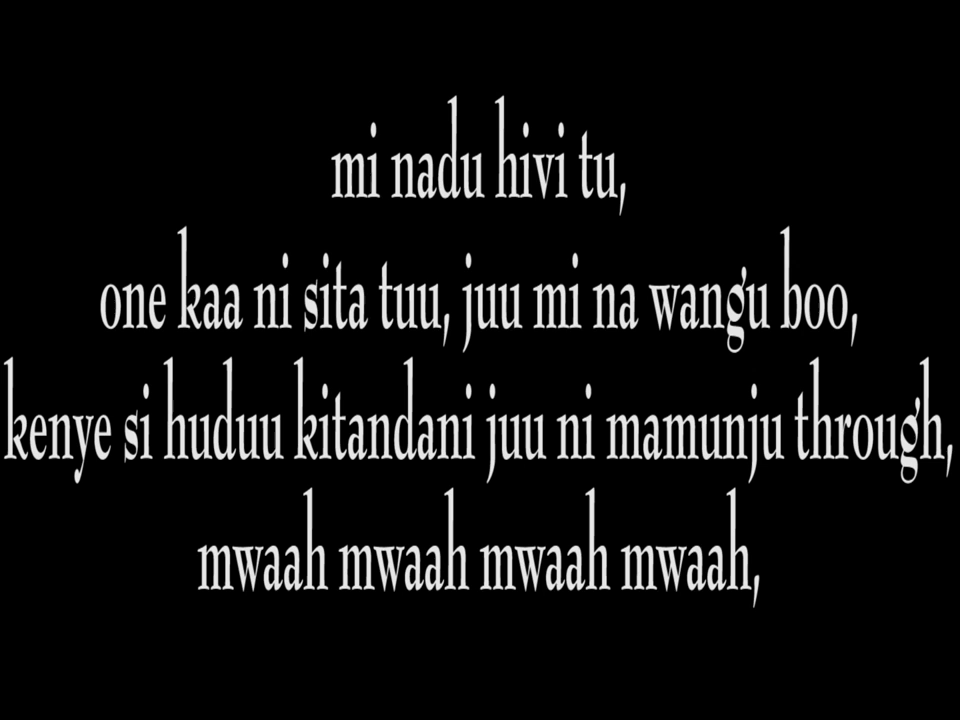 mi nadu hivi tu,
one kaa ni sita tuu, juu mi na wangu boo,
kenye si huduu kitandani juu ni mamunju through,
mwaah mwaah mwaah mwaah,